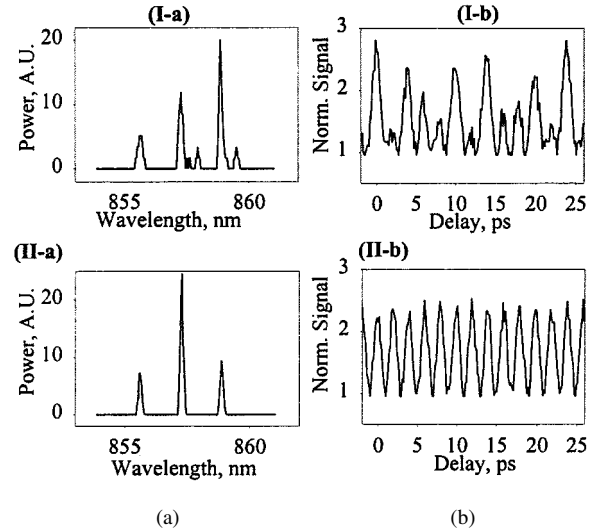 (I-a)
(I-b)
Power, A.U.
20
10
0
855
860
Wavelength, nm
Norm. Signal
3
2
1
0 5 10 15 20 25
Delay, ps
(II-a)
(II-b)
Power, A.U.
20
10
0
855
860
Wavelength, nm
Norm. Signal
3
2
1
0 5 10 15 20 25
Delay, ps
(a)
(b)